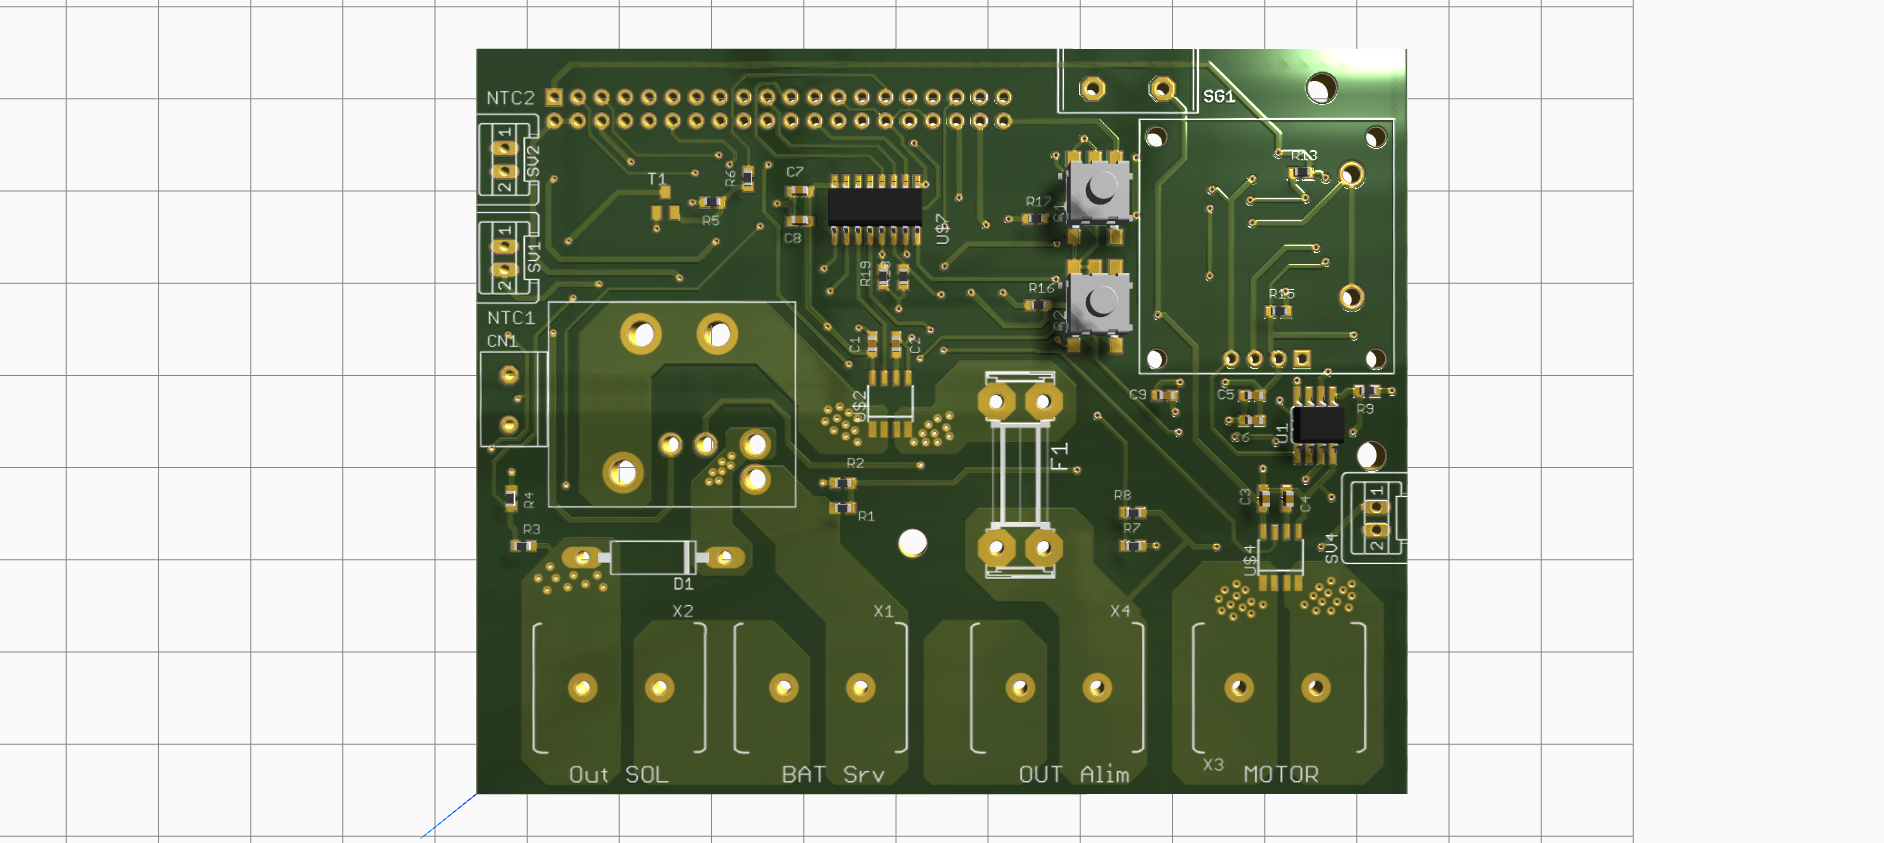 NTC2
SG1
1
SV2
2
R13
T1
R6
C7
R5
C8
U$7
R17
S1
1
SV1
2
R19
R16
R15
S2
NTC1
CN1
C1
C2
U$2
C9
C5
C6
U1
R9
F1
R2
R1
R4
R3
R8
R7
C3
C4
1
SV4
2
U$4
D1
X2
X1
X4
X3
Out SOL
BAT Srv
OUT Alim
MOTOR